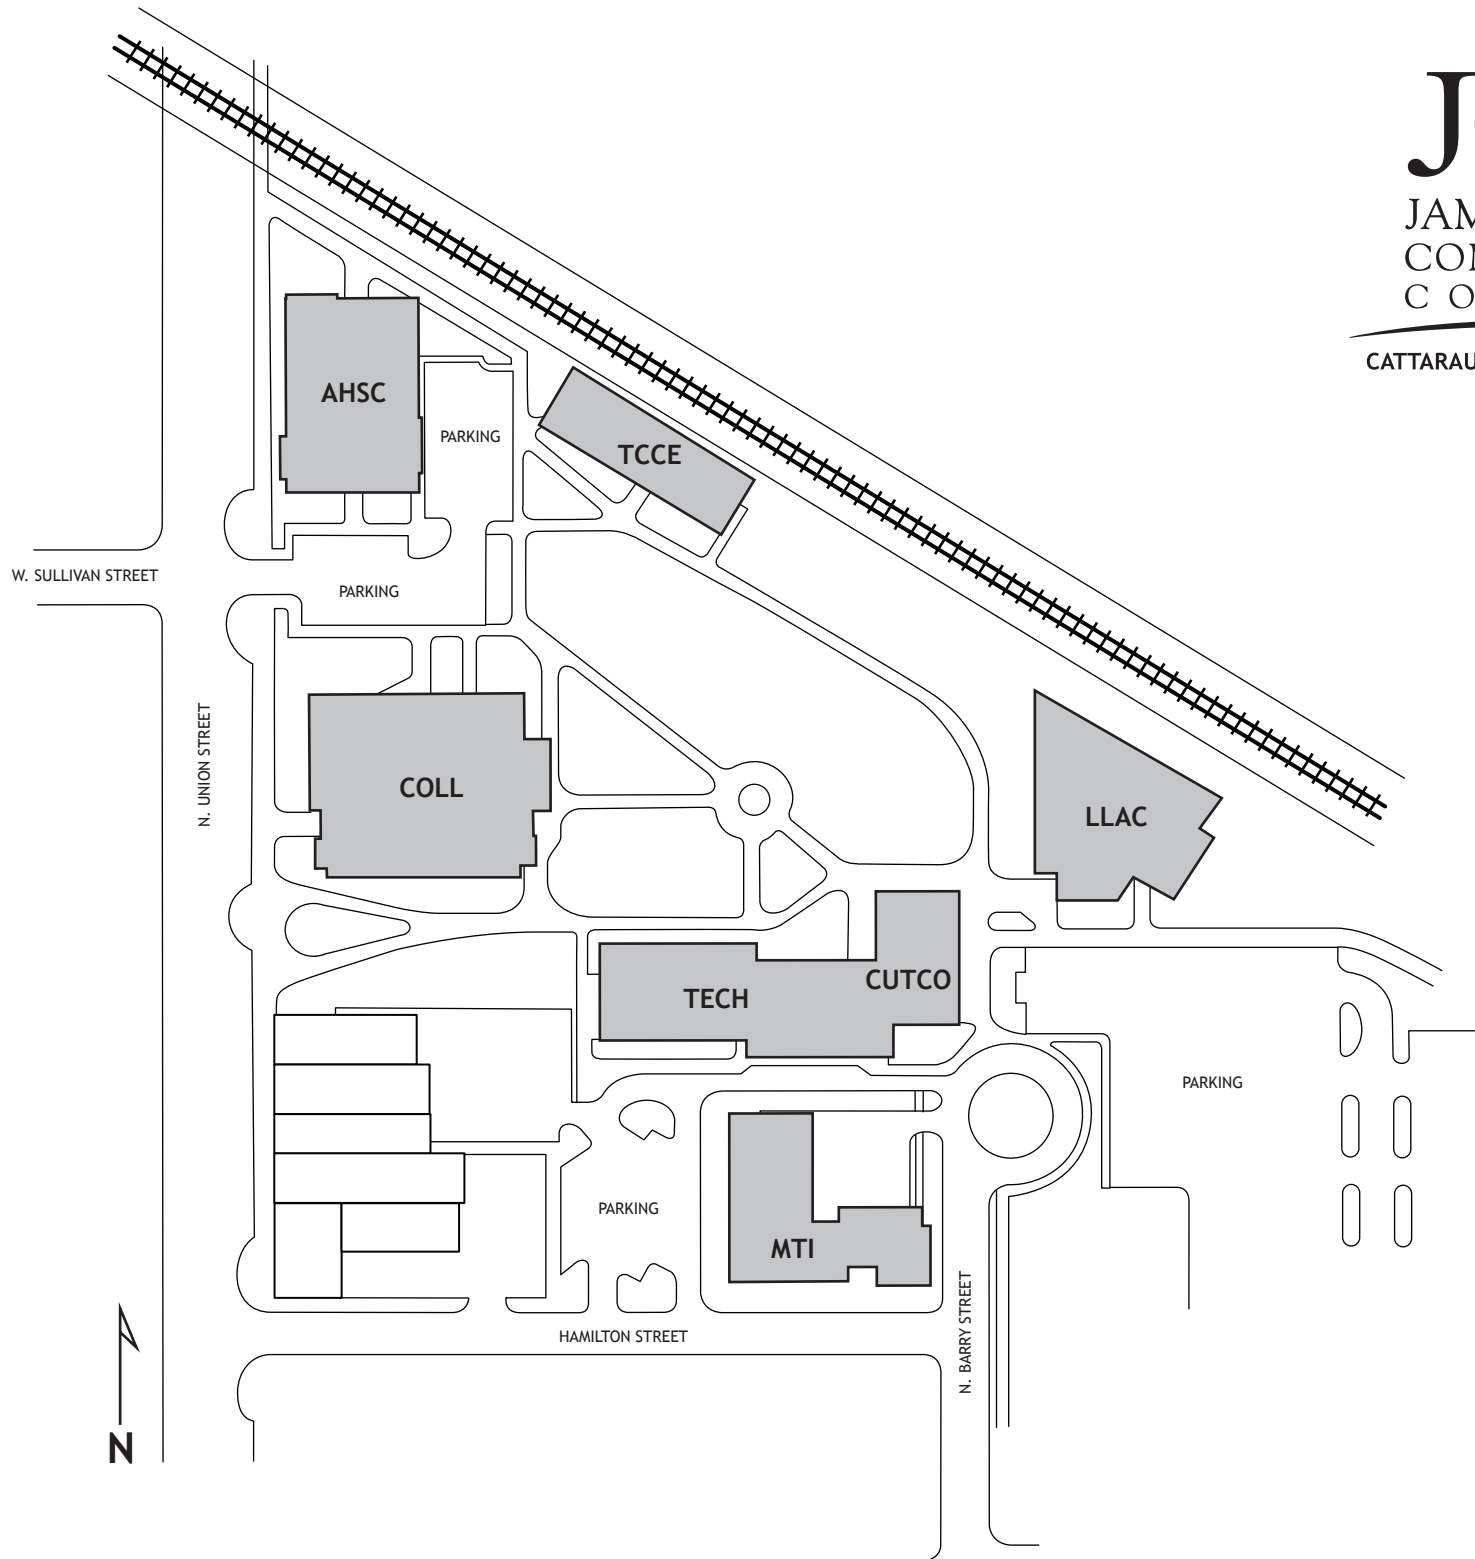 JAM
COM
C O
CATTARAU
AHSC
PARKING
TCCE
W. SULLIVAN STREET
PARKING
N. UNION STREET
COLL
LLAC
CUTCO
TECH
PARKING
PARKING
MTI
N. BARRY STREET
HAMILTON STREET
N